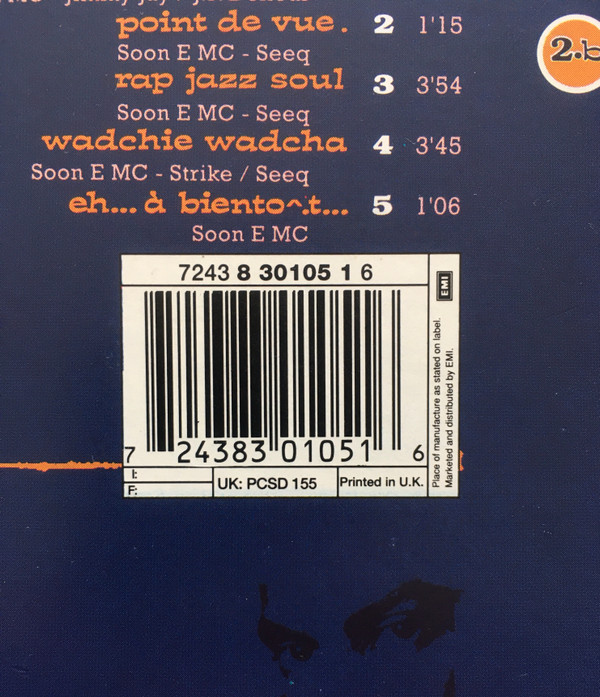 point de vue. 2 1'15
Soon E MC - Seeq
rap jazz soul 3 3'54
Soon E MC - Seeq
wadchie wadcha 4 3'45
Soon E MC - Strike / Seeq
eh... à biento^.t... 5 1'06
Soon E MC
2.b
7243 8 30105 1 6
EMI
Place of manufacture as stated on label.
Marketed and distributed by EMI.
7 24383 01051 6
I:
F:
UK: PCSD 155
Printed in U.K.